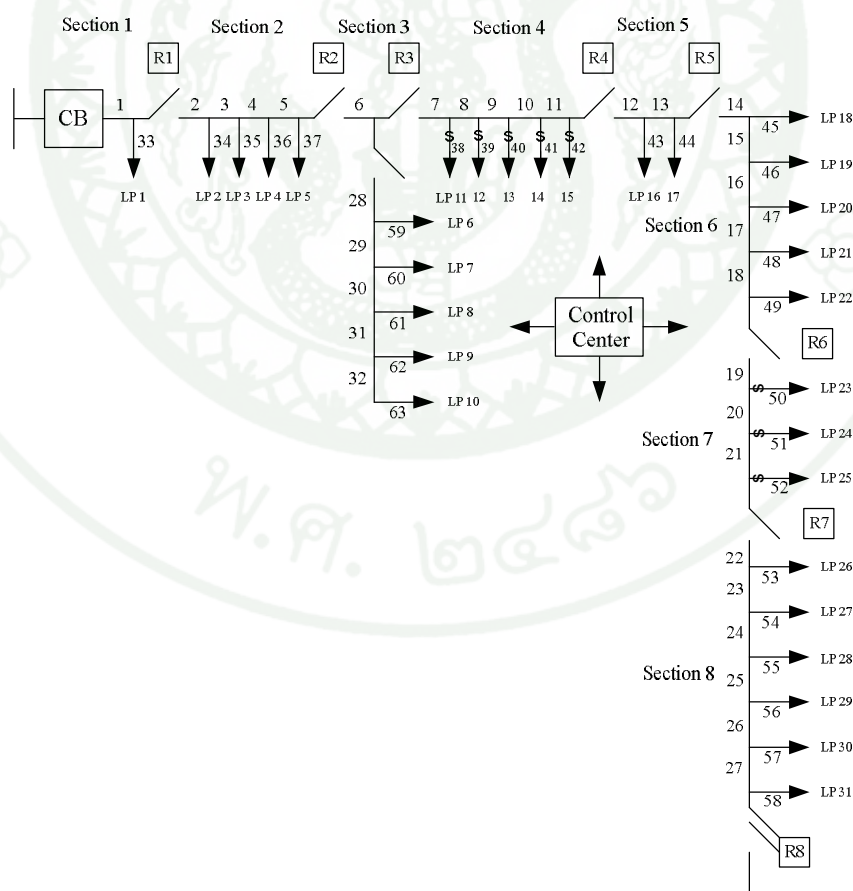 Section 1
Section 2
Section 3
Section 4
Section 5
R1
R2
R3
R4
R5
CB
1
2
3
4
5
6
7
8
9
10
11
12
13
14
33
34
35
36
37
S
38
S
39
S
40
S
41
S
42
43
44
LP 1
LP 2
LP 3
LP 4
LP 5
LP 11
12
13
14
15
LP 16
17
45
LP 18
15
46
LP 19
16
47
LP 20
Section 6
17
48
LP 21
18
49
LP 22
R6
28
59
LP 6
29
60
LP 7
30
61
LP 8
31
62
LP 9
32
63
LP 10
Control
Center
19
S
50
LP 23
20
S
51
LP 24
Section 7
21
S
52
LP 25
R7
22
53
LP 26
23
54
LP 27
24
55
LP 28
Section 8
25
56
LP 29
26
57
LP 30
27
58
LP 31
R8
พ.ศ. ๒๔๘๖